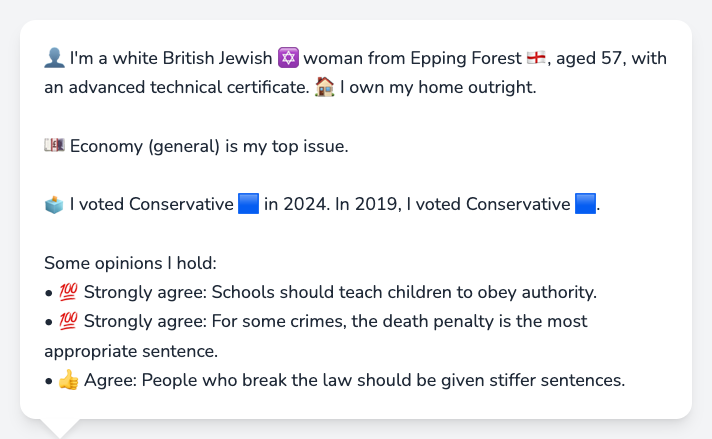 👤 I'm a white British Jewish ✡️ woman from Epping Forest 🏴󠁧󠁢󠁥󠁮󠁧󠁿, aged 57, with
an advanced technical certificate. 🏠 I own my home outright.
💷 Economy (general) is my top issue.
🗳️ I voted Conservative 🟦 in 2024. In 2019, I voted Conservative 🟦.
Some opinions I hold:
• 💯 Strongly agree: Schools should teach children to obey authority.
• 💯 Strongly agree: For some crimes, the death penalty is the most
appropriate sentence.
• 👍 Agree: People who break the law should be given stiffer sentences.